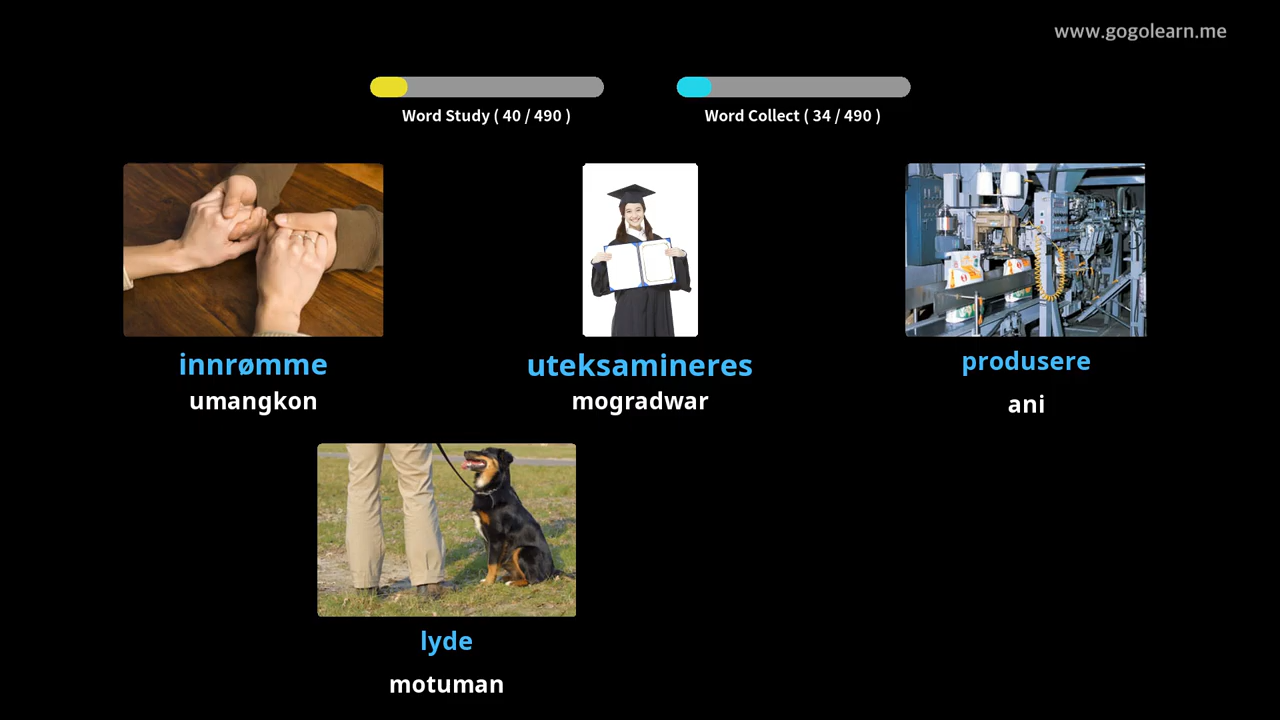 www.gogolearn.me
Word Study ( 40 / 490 )
Word Collect ( 34 / 490 )
innrømme
umangkon
uteksamineres
mogradwar
produsere
ani
lyde
motuman